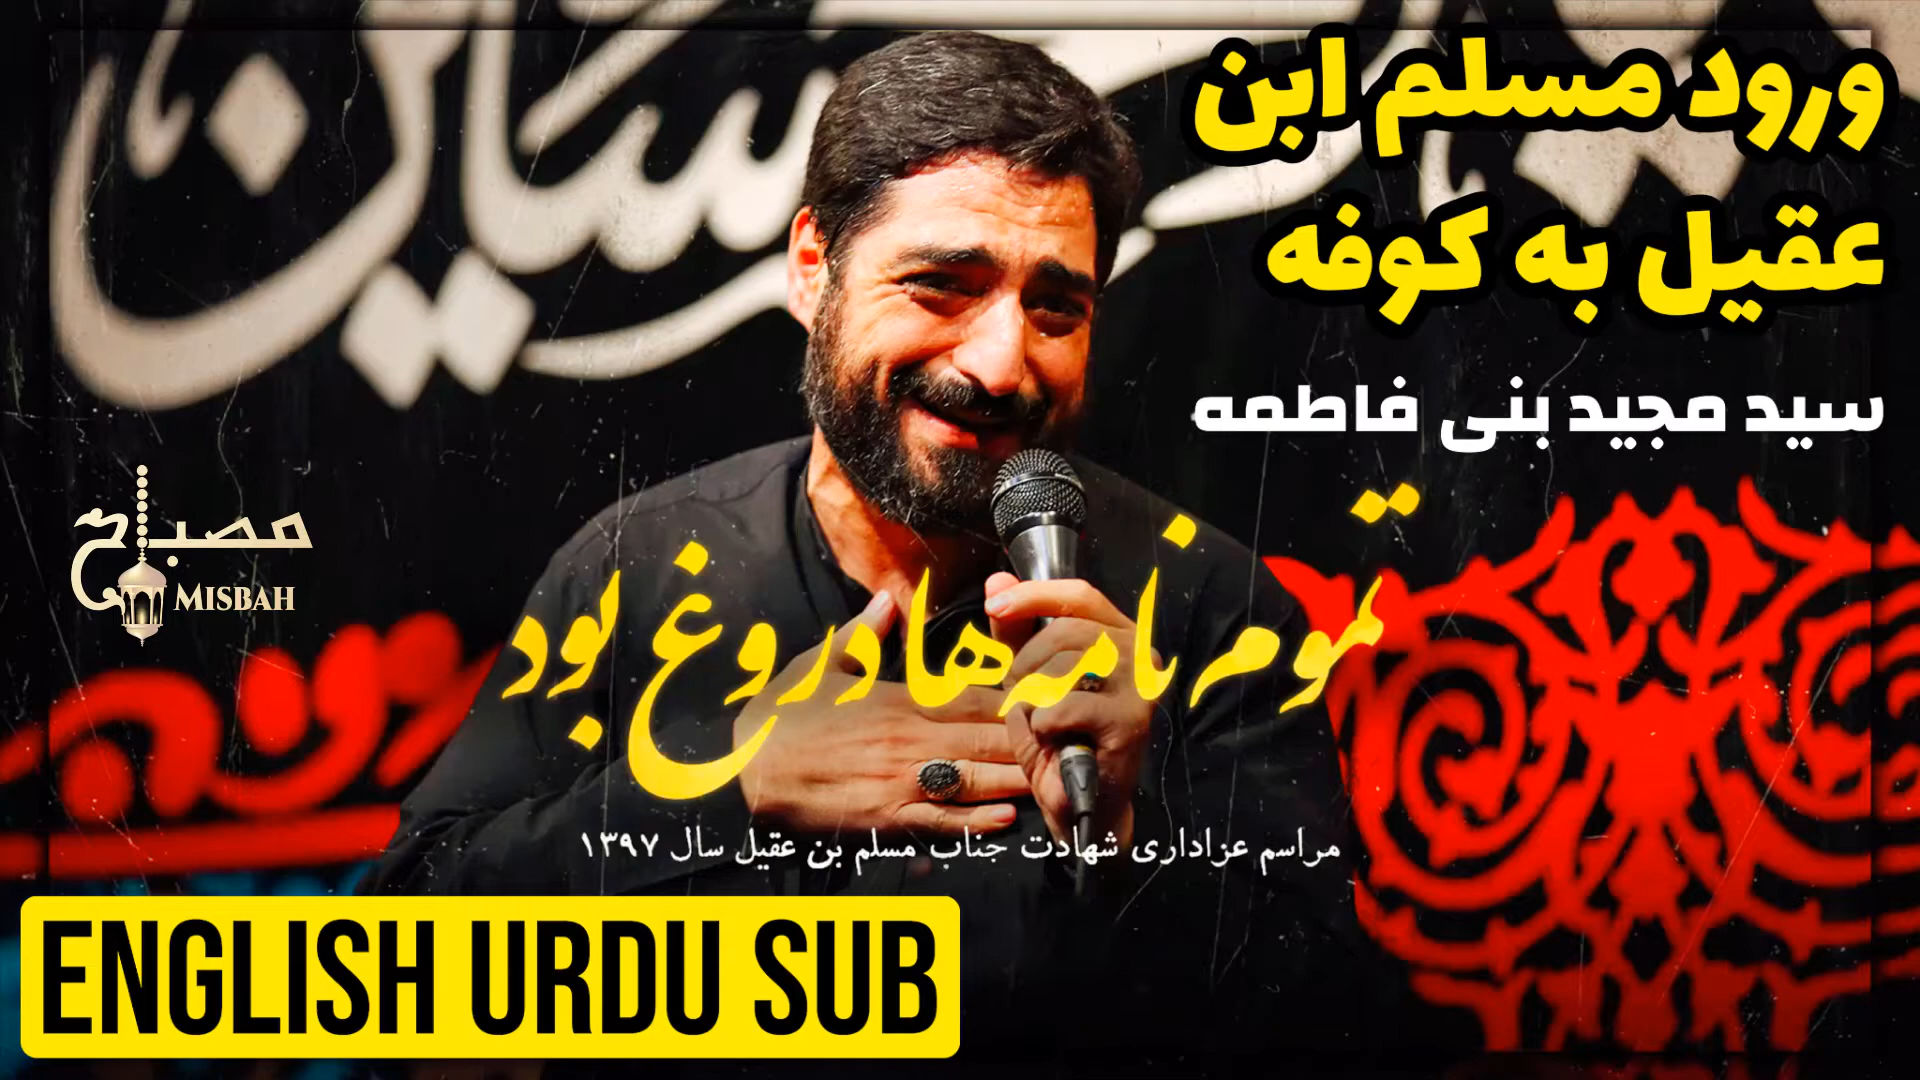 ورود مسلم ابن
عقیل به کوفه
سید مجید بنی فاطمه
مصباح
MISBAH
تموم نامه‌ها دروغ بود
مراسم عزاداری شهادت جناب مسلم بن عقیل سال ۱۳۹۷
ENGLISH URDU SUB